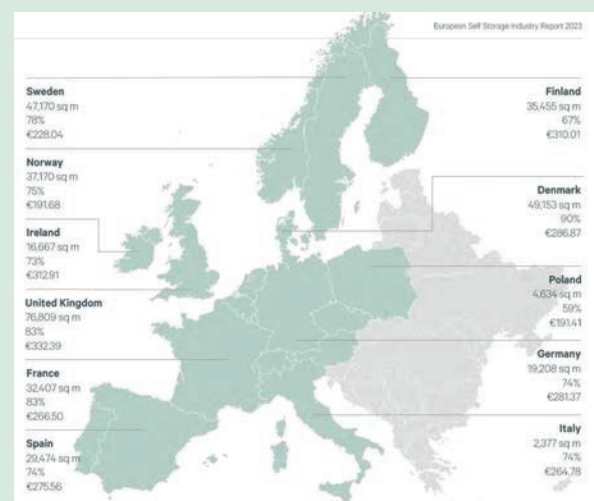 European Self Storage Industry Report 2023
Sweden
47,170 sq m
78%
€228.04
Norway
37,170 sq m
75%
€191.68
Ireland
16,667 sq m
73%
€312.91
United Kingdom
76,809 sq m
83%
€332.39
France
32,407 sq m
83%
€266.50
Spain
29,474 sq m
74%
€275.56
Finland
35,455 sq m
67%
€310.01
Denmark
49,153 sq m
90%
€286.87
Poland
4,634 sq m
59%
€191.41
Germany
19,208 sq m
74%
€281.37
Italy
2,377 sq m
74%
€264.78